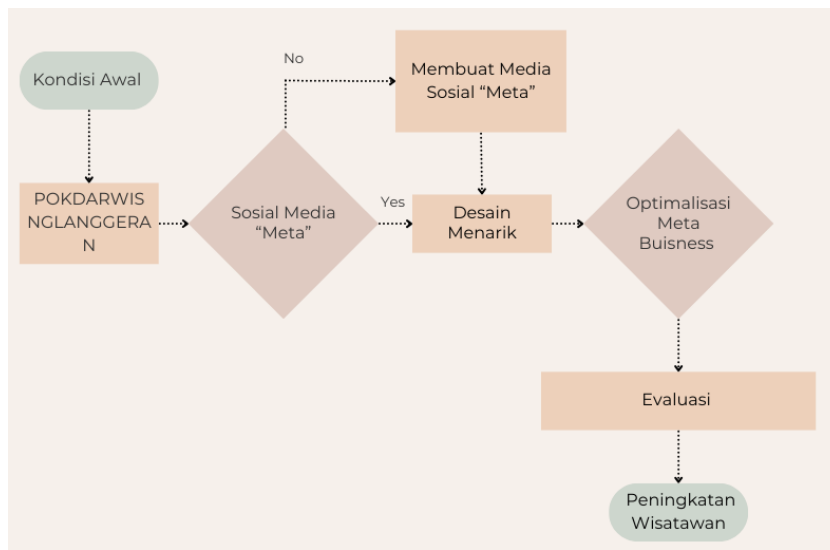 Kondisi Awal
POKDARWIS
NGLANGGERA
N
Sosial Media
“Meta”
No
Membuat Media
Sosial “Meta”
Yes
Desain
Menarik
Optimalisasi
Meta
Buisness
Evaluasi
Peningkatan
Wisatawan